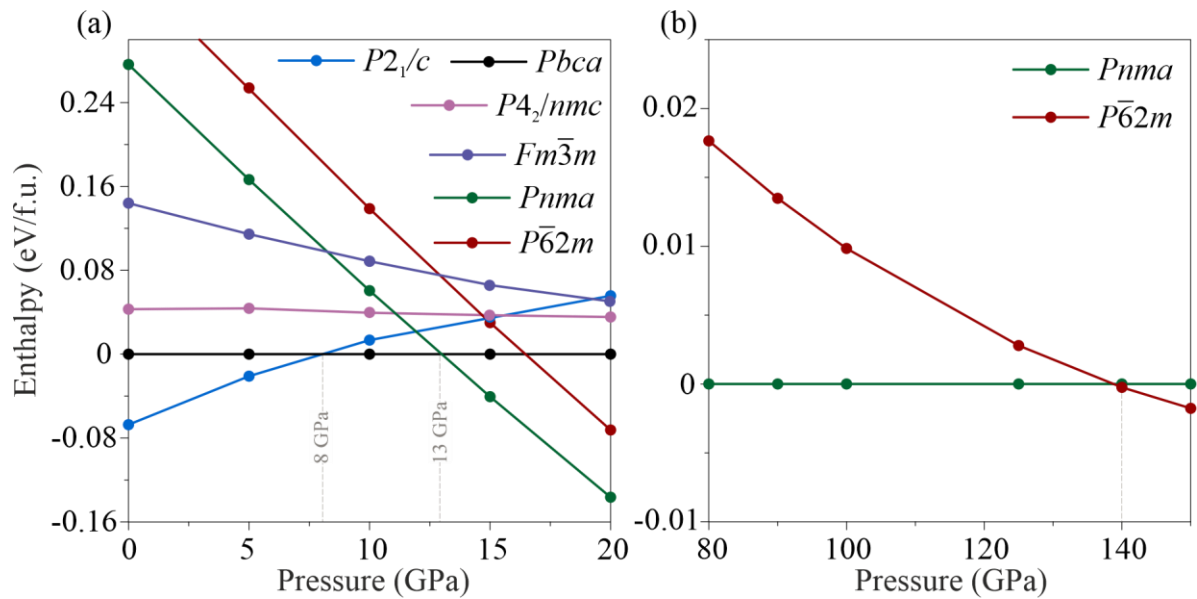 (a)
P2₁/c
Pbca
P4₂/nmc
Fm3̅m
Pnma
P6̅2m
0.24
0.16
0.08
0
-0.08
-0.16
Enthalpy (eV/f.u.)
8 GPa
13 GPa
0
5
10
15
20
Pressure (GPa)
(b)
Pnma
P6̅2m
0.02
0.01
0
-0.01
80
100
120
140
Pressure (GPa)